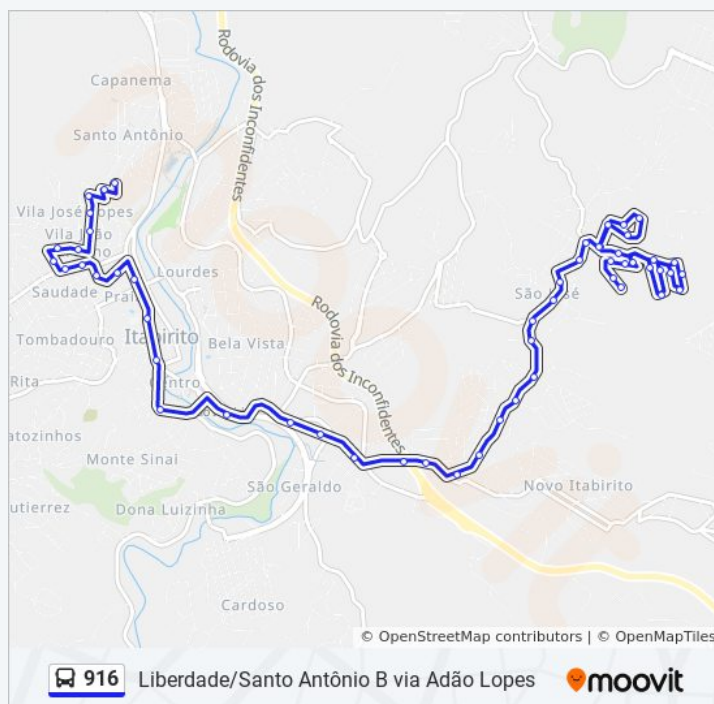 Rodovia dos Inconfidentes
Capanema
Santo Antônio
Vila José Lopes
Vila João
Lourdes
Saudade
Praia
São José
Rodovia dos Inconfidentes
Tombadouro
Itabirito
Bela Vista
Rita
Centro
Monte Sinai
São Geraldo
Novo Itabirito
Dona Luizinha
Cardoso
© OpenStreetMap contributors | © OpenMapTiles
916 Liberdade/Santo Antônio B via Adão Lopes
moovit